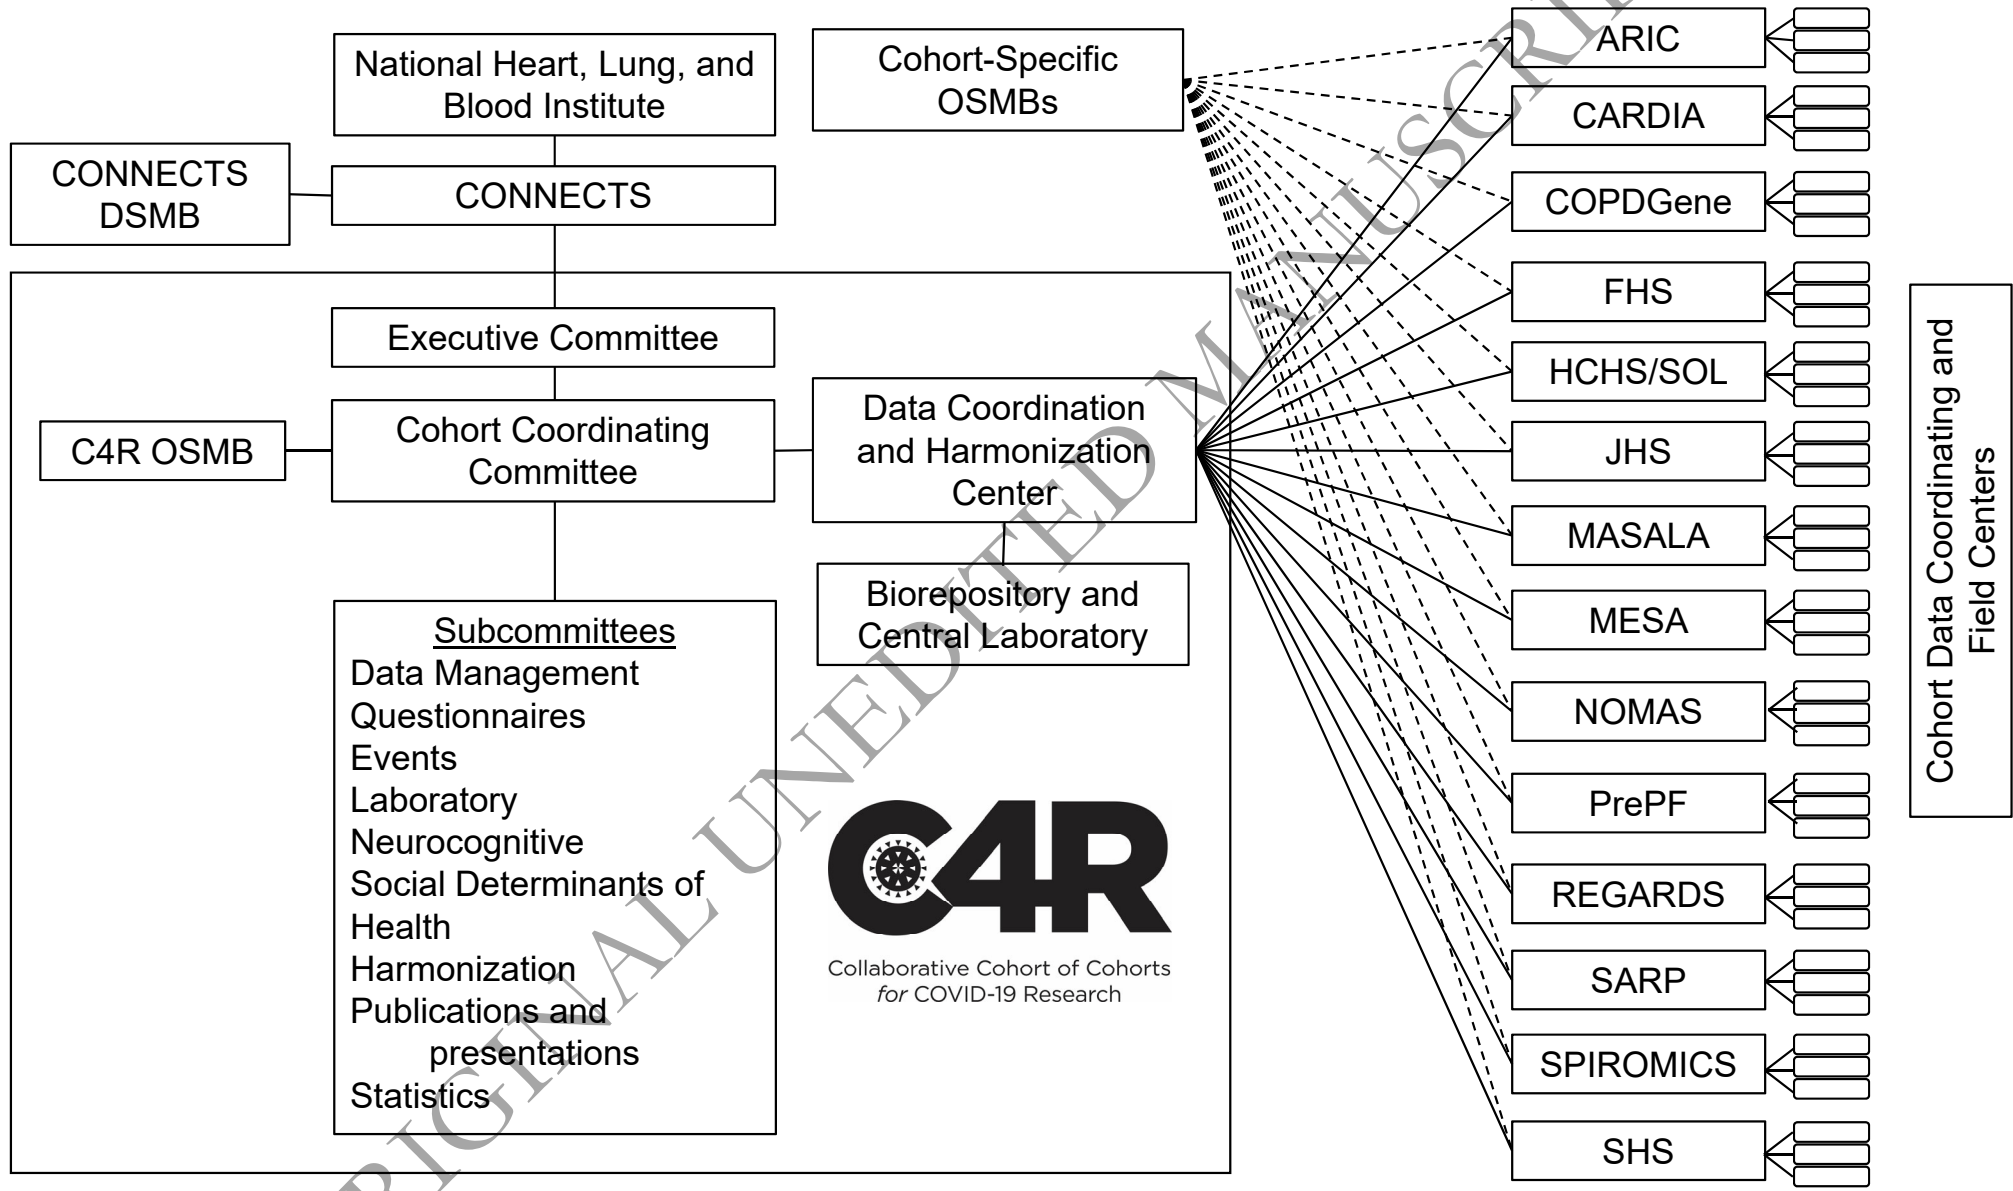 National Heart, Lung, and
Blood Institute
CONNECTS
DSMB
CONNECTS
Executive Committee
C4R OSMB
Cohort Coordinating
Committee
Subcommittees
Data Management
Questionnaires
Events
Laboratory
Neurocognitive
Social Determinants of
Health
Harmonization
Publications and
presentations
Statistics
Cohort-Specific
OSMBs
Data Coordination
and Harmonization
Center
Biorepository and
Central Laboratory
C4R
Collaborative Cohort of Cohorts
for COVID-19 Research
ARIC
CARDIA
COPDGene
FHS
HCHS/SOL
JHS
MASALA
MESA
NOMAS
PrePF
REGARDS
SARP
SPIROMICS
SHS
Cohort Data Coordinating and
Field Centers
RIGINAL UNEDITED MANUSCRI